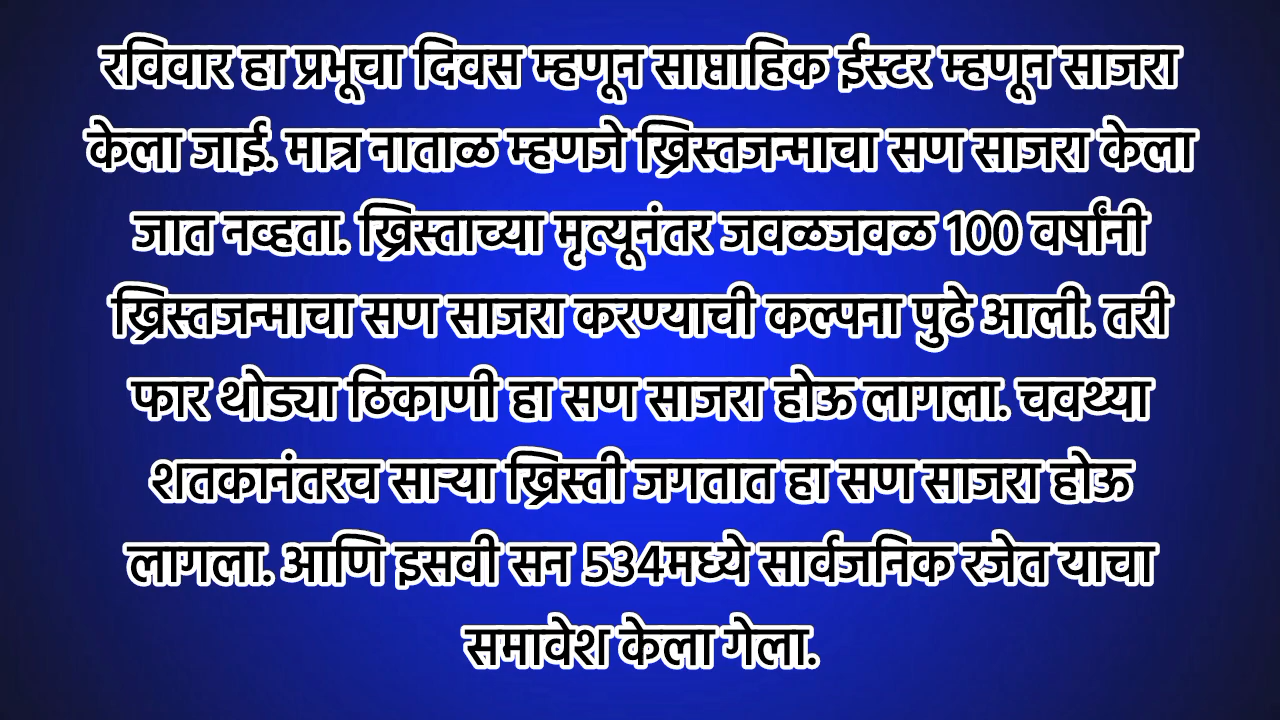 रविवार हा प्रभूचा दिवस म्हणून साप्ताहिक ईस्टर म्हणून साजरा
केला जाई. मात्र नाताळ म्हणजे ख्रिस्तजन्माचा सण साजरा केला
जात नव्हता. ख्रिस्ताच्या मृत्यूनंतर जवळजवळ 100 वर्षांनी
ख्रिस्तजन्माचा सण साजरा करण्याची कल्पना पुढे आली. तरी
फार थोड्या ठिकाणी हा सण साजरा होऊ लागला. चवथ्या
शतकानंतरच साऱ्या ख्रिस्ती जगतात हा सण साजरा होऊ
लागला. आणि इसवी सन 534मध्ये सार्वजनिक रजेत याचा
समावेश केला गेला.